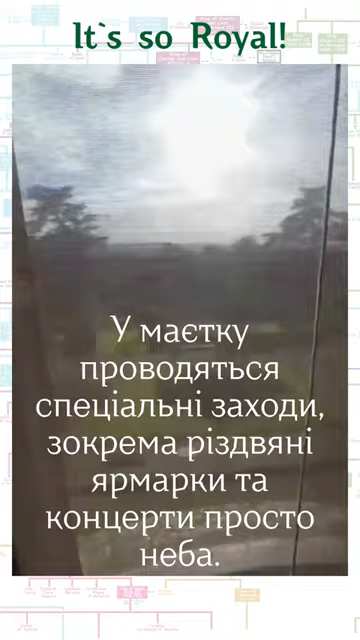 It`s so Royal!
У маєтку
проводяться
спеціальні заходи,
зокрема різдвяні
ярмарки та
концерти просто
неба.